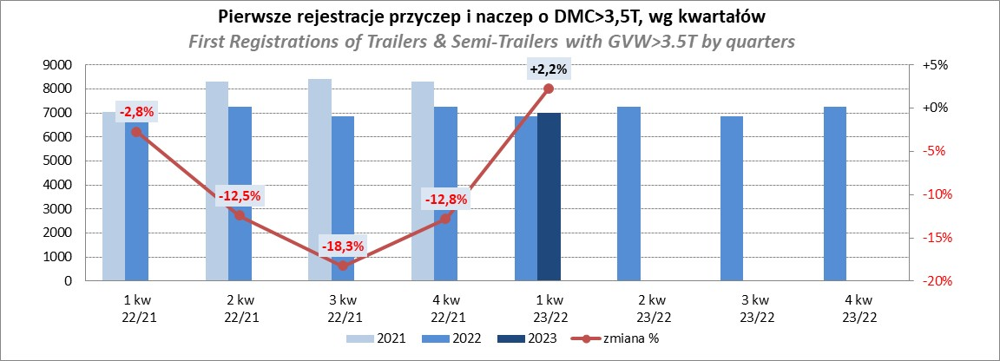 Pierwsze rejestracje przyczep i naczep o DMC>3,5T, wg kwartałów
First Registrations of Trailers & Semi-Trailers with GVW>3.5T by quarters
9000
8000
7000
6000
5000
4000
3000
2000
1000
0
+5%
+0%
-5%
-10%
-15%
-20%
-2,8%
-12,5%
-18,3%
-12,8%
+2,2%
1 kw
22/21
2 kw
22/21
3 kw
22/21
4 kw
22/21
1 kw
23/22
2 kw
23/22
3 kw
23/22
4 kw
23/22
2021
2022
2023
zmiana %